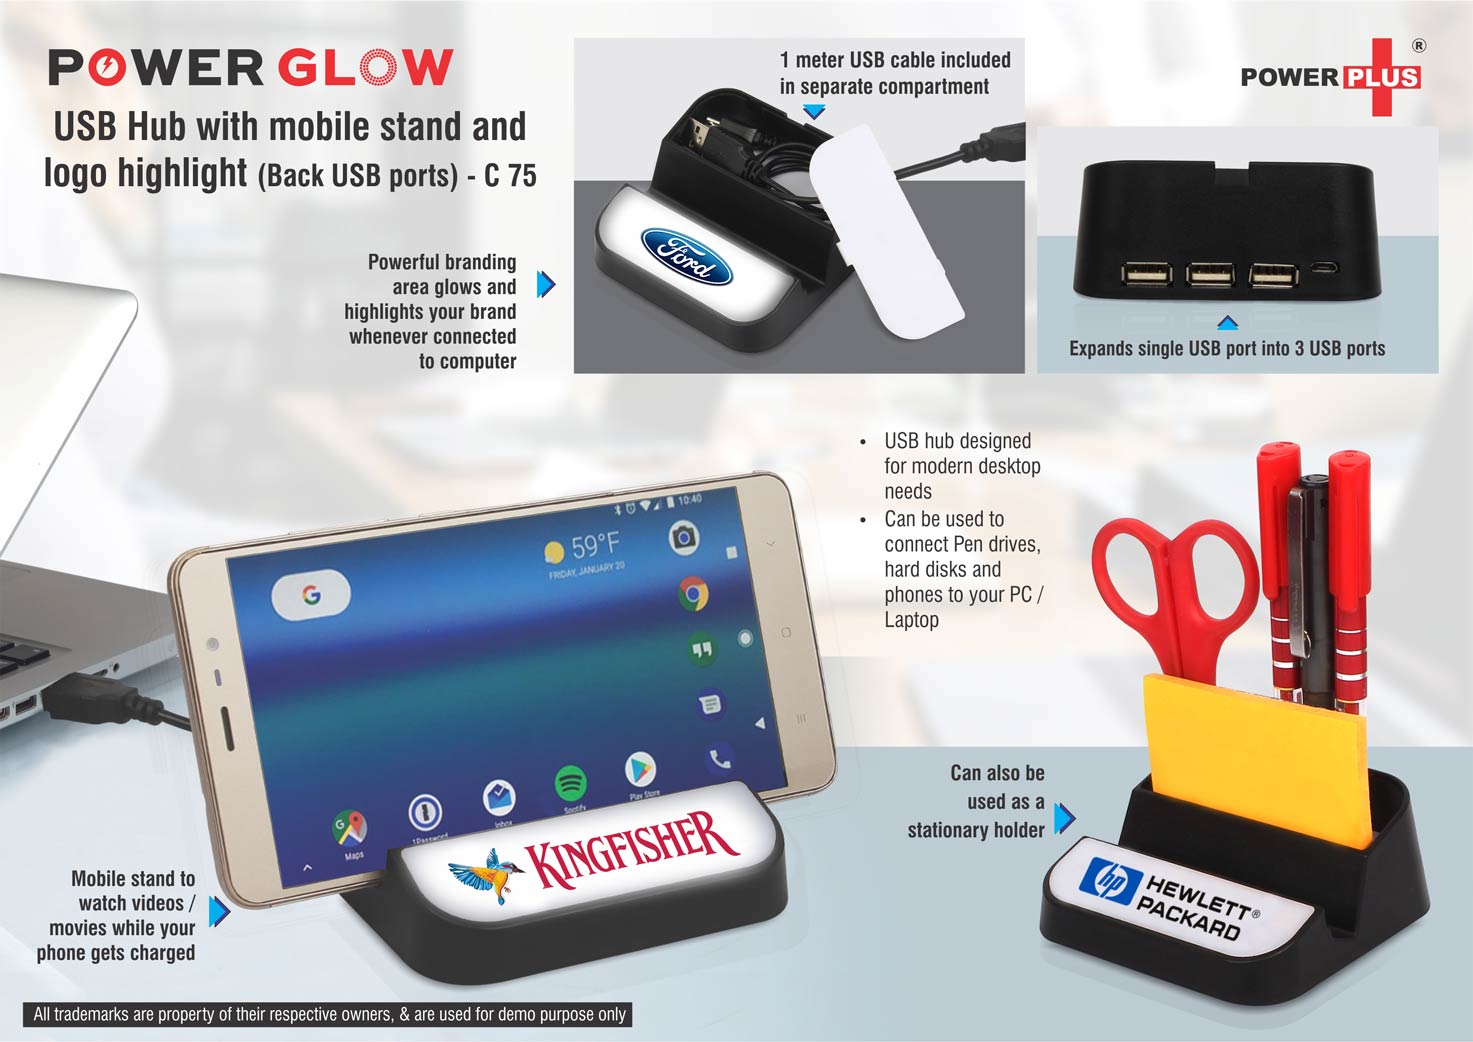 POWER GLOW
USB Hub with mobile stand and
logo highlight (Back USB ports) - C 75
1 meter USB cable included
in separate compartment
POWER PLUS ®
Powerful branding
area glows and
highlights your brand
whenever connected
to computer
Ford
Expands single USB port into 3 USB ports
• USB hub designed
for modern desktop
needs
• Can be used to
connect Pen drives,
hard disks and
phones to your PC /
Laptop
10:40
59°F
FRIDAY, JANUARY 20
G
Maps
1Password
Inbox
Spotify
Play Store
KINGFISHER
Mobile stand to
watch videos /
movies while your
phone gets charged
Can also be
used as a
stationary holder
hp HEWLETT®
PACKARD
All trademarks are property of their respective owners, & are used for demo purpose only